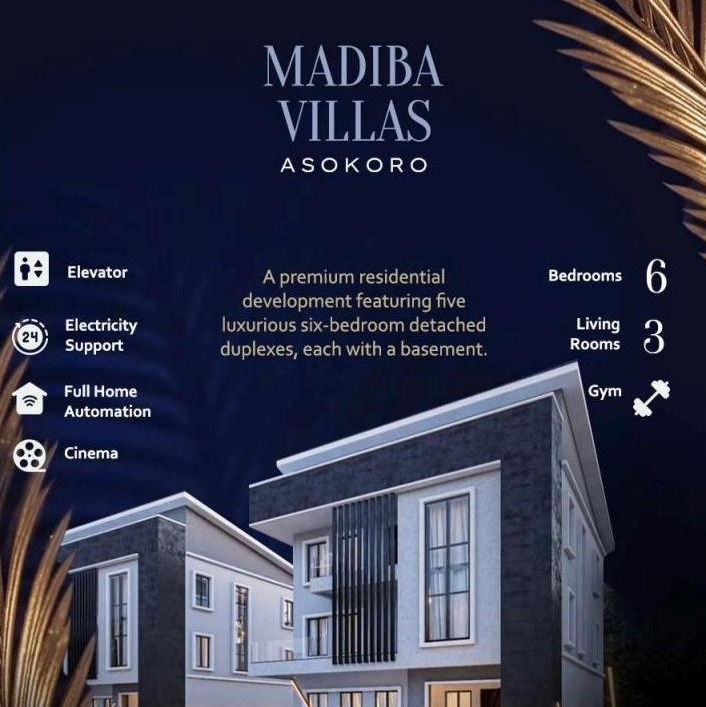 MADIBA
VILLAS
ASOKORO
Elevator
24
Electricity
Support
Full Home
Automation
Cinema
A premium residential
development featuring five
luxurious six-bedroom detached
duplexes, each with a basement.
Bedrooms 6
Living
Rooms 3
Gym